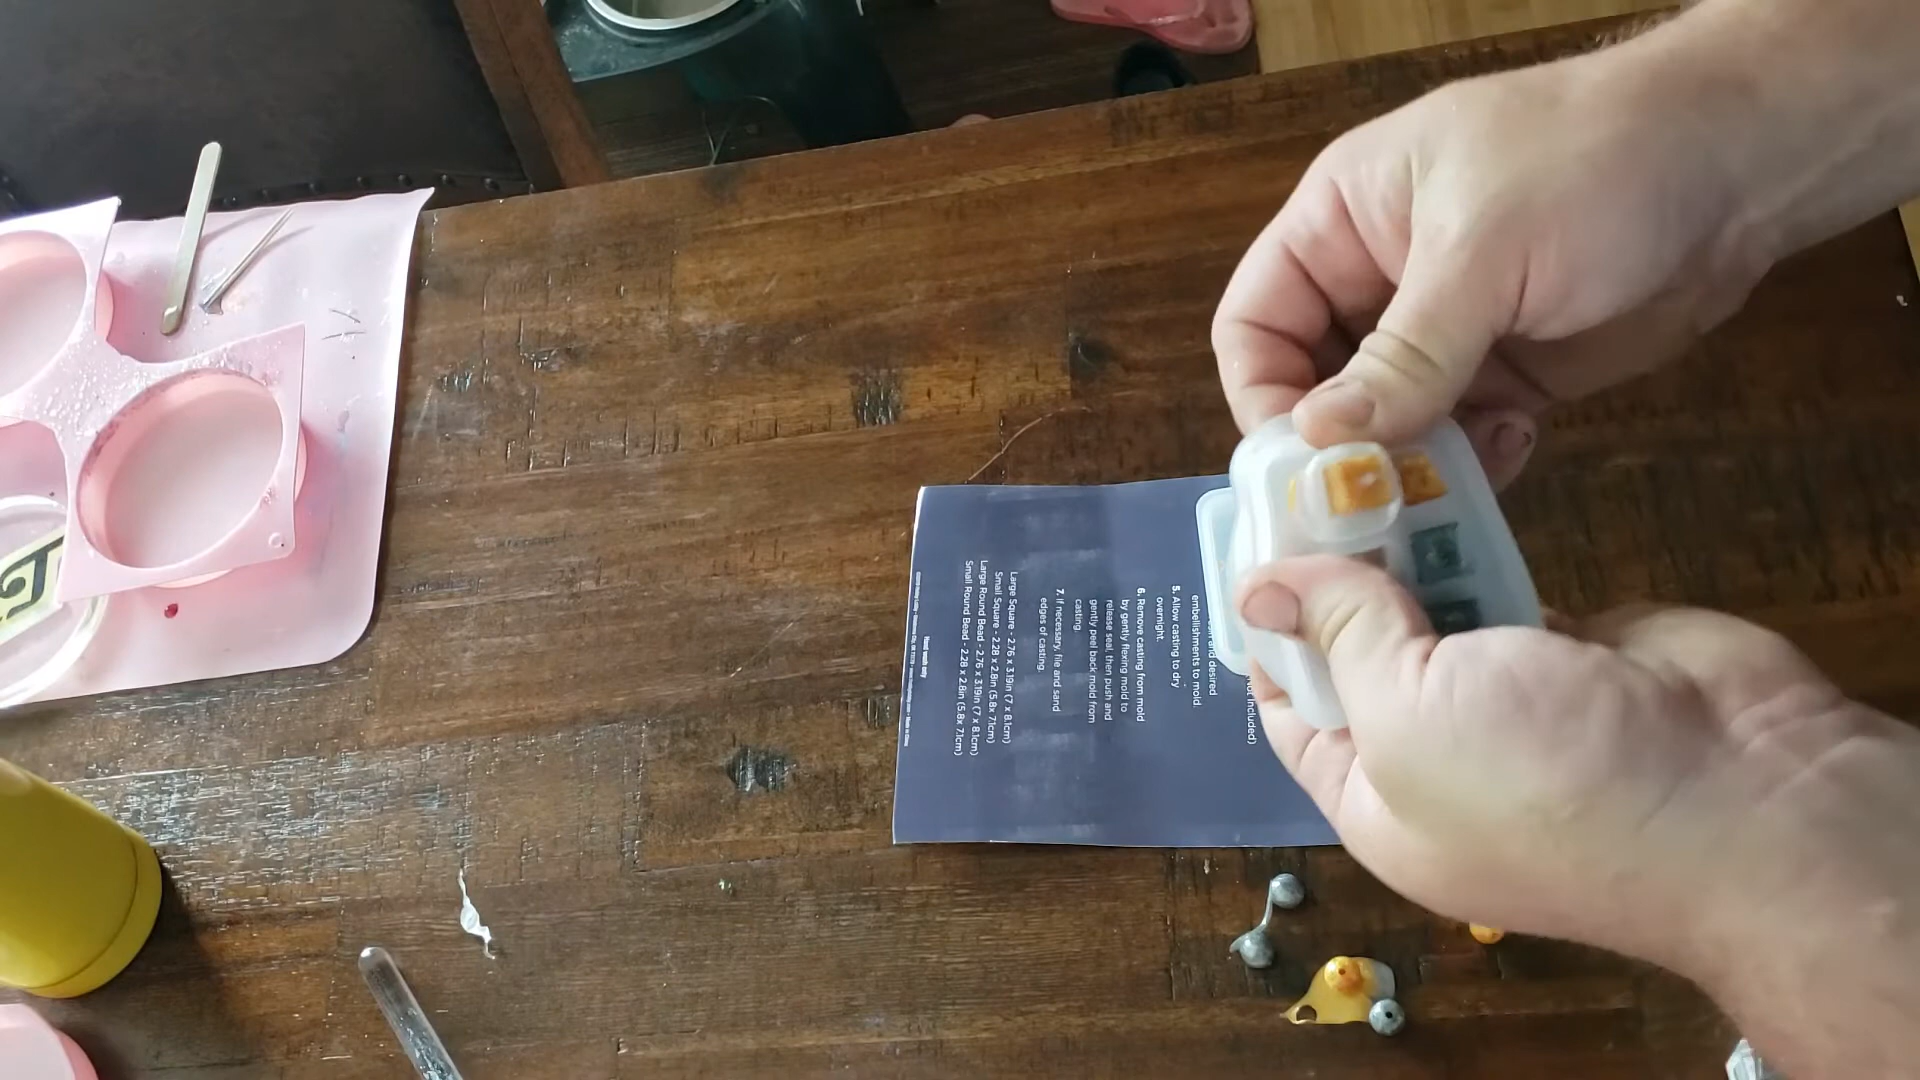 not included)
and desired
embellishments to mold.
5. Allow casting to dry
overnight.
6. Remove casting from mold
by gently flexing mold to
release seal, then push and
gently peel back mold from
casting.
7. If necessary, file and sand
edges of casting.
Large Square - 2.76 x 3.19in (7 x 8.1cm)
Small Square - 2.28 x 2.8in (5.8x 7.1cm)
Large Round Bead - 2.76 x 3.19in (7 x 8.1cm)
Small Round Bead - 2.28 x 2.8in (5.8x 7.1cm)
Hand wash only